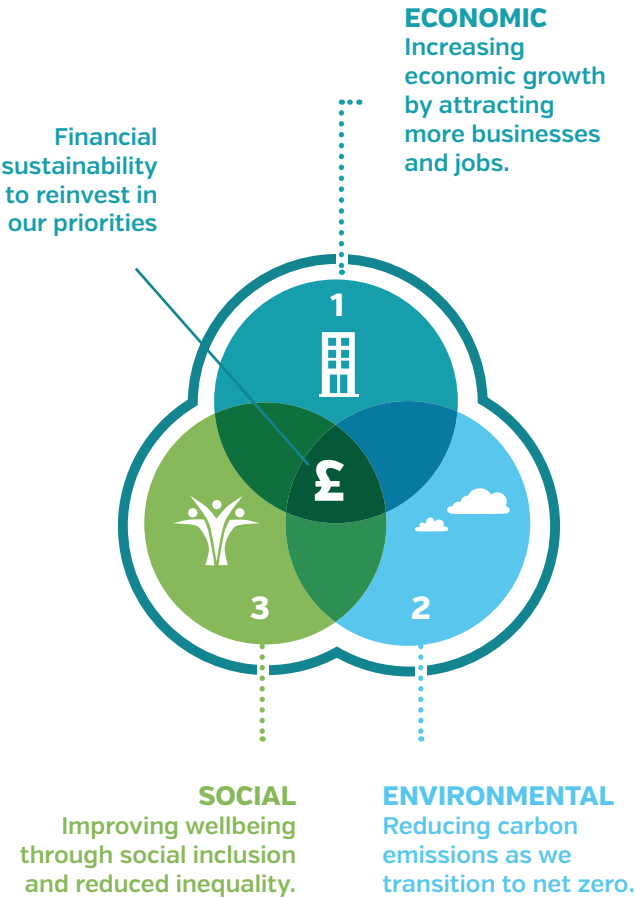 ECONOMIC
Increasing
economic growth
by attracting
more businesses
and jobs.
Financial
sustainability
to reinvest in
our priorities
1
£
3
2
SOCIAL
Improving wellbeing
through social inclusion
and reduced inequality.
ENVIRONMENTAL
Reducing carbon
emissions as we
transition to net zero.